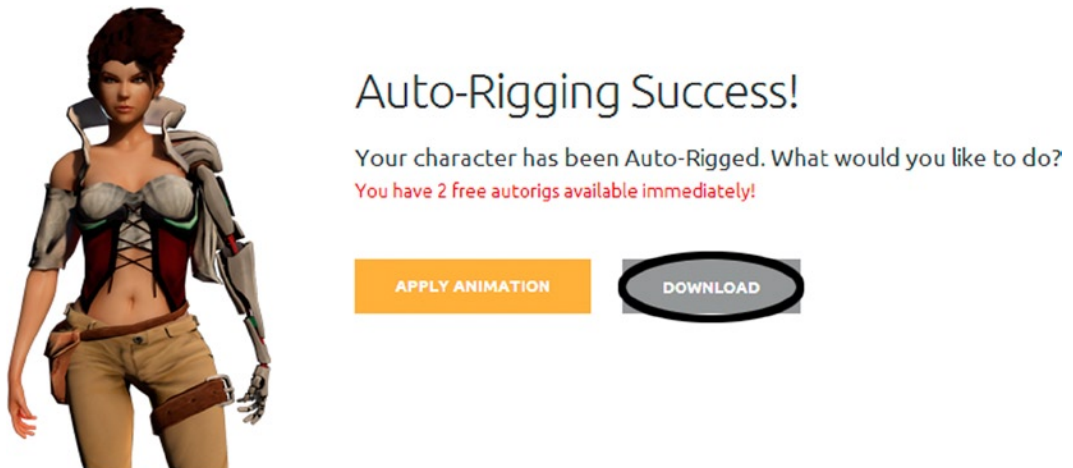 Auto-Rigging Success!
Your character has been Auto-Rigged. What would you like to do?
You have 2 free autorigs available immediately!
APPLY ANIMATION
DOWNLOAD